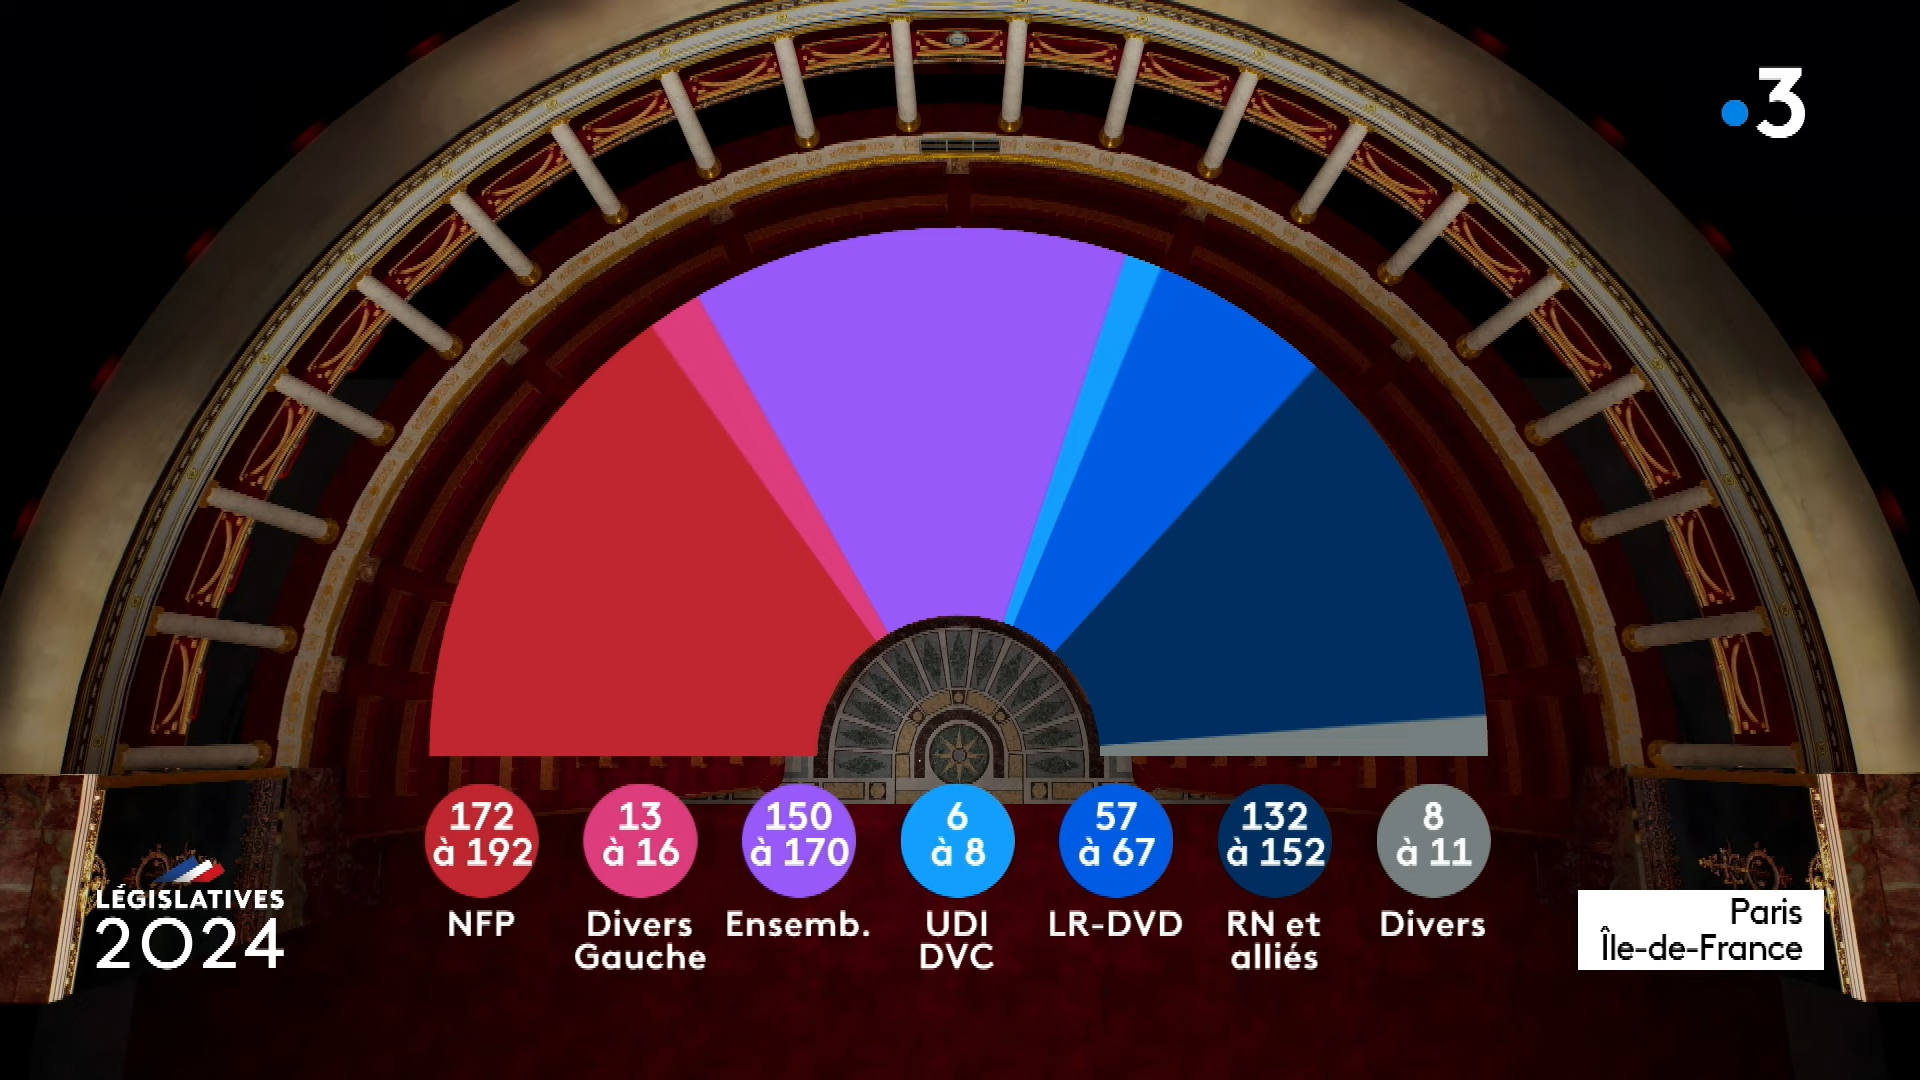 3
172
à 192
NFP
13
à 16
Divers
Gauche
150
à 170
Ensemb.
6
à 8
UDI
DVC
57
à 67
LR-DVD
132
à 152
RN et
alliés
8
à 11
Divers
LÉGISLATIVES
2024
Paris
Île-de-France